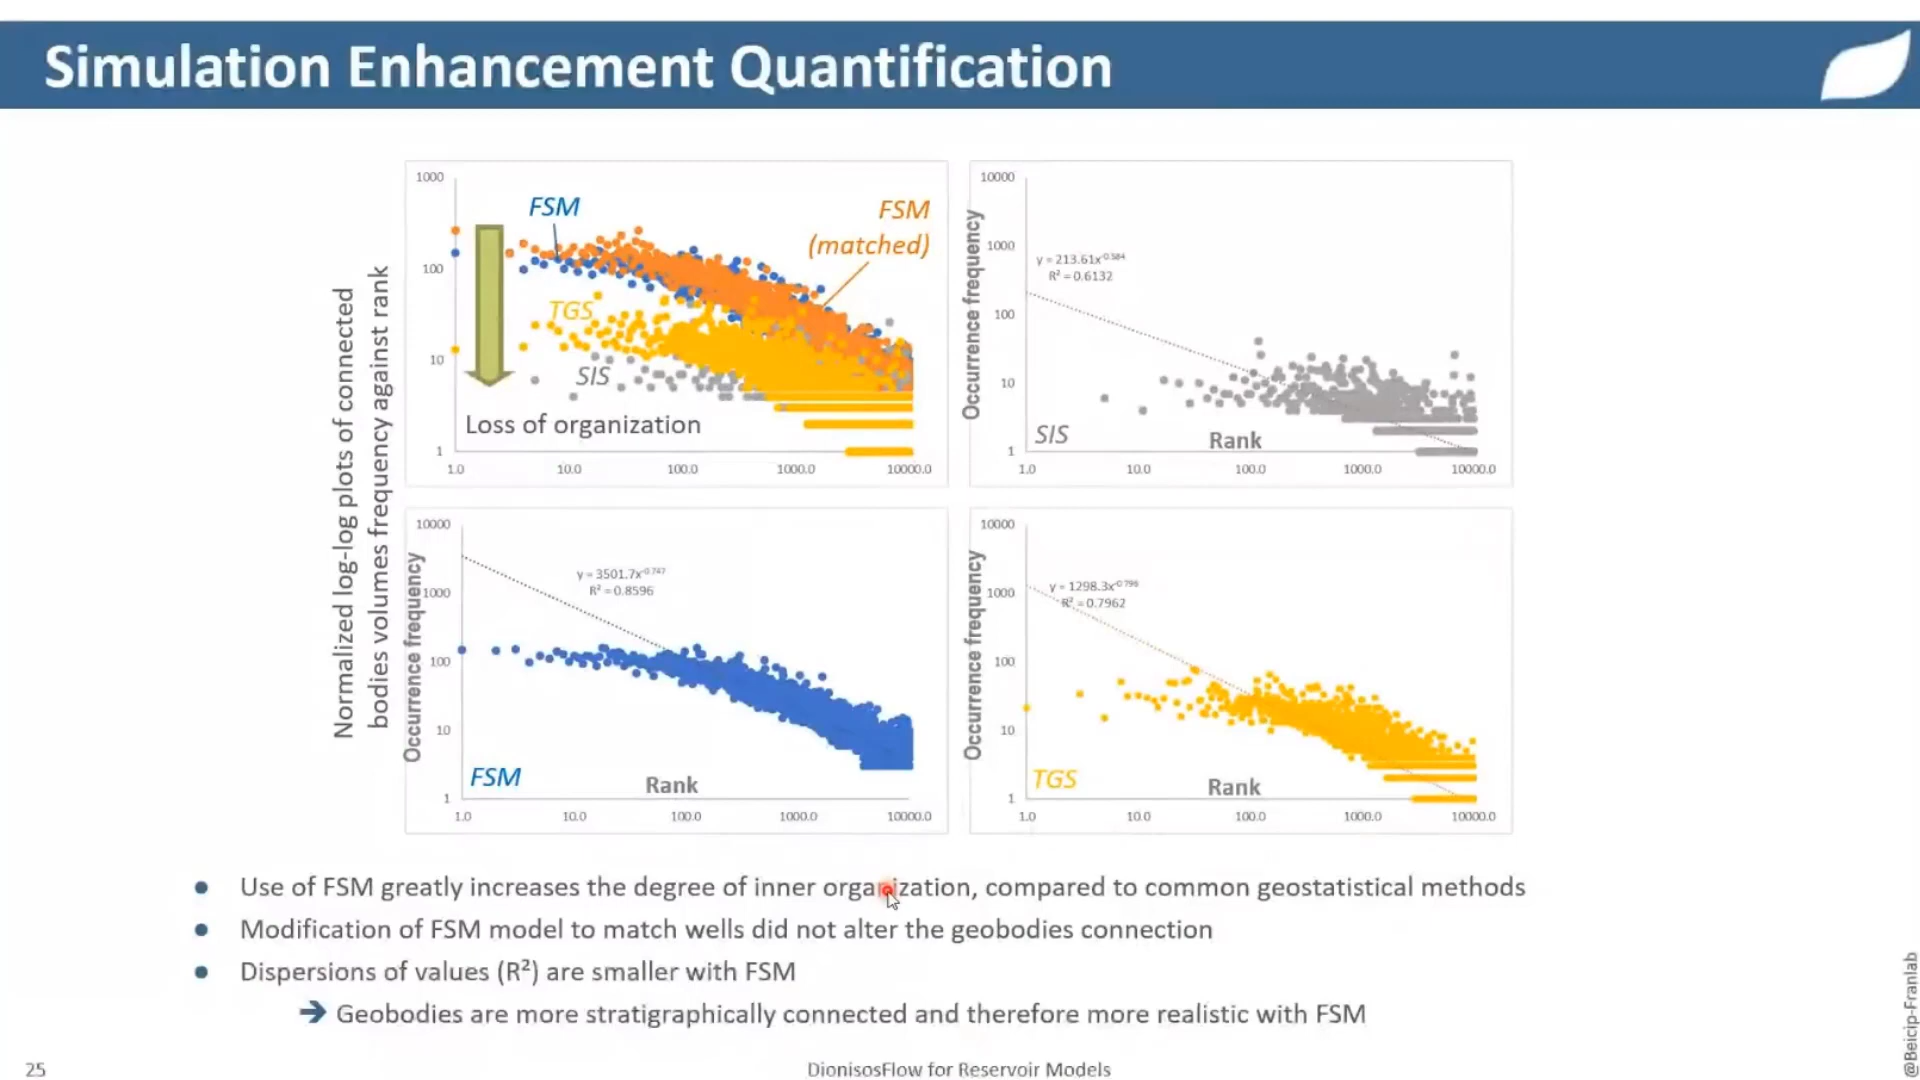 Simulation Enhancement Quantification
Normalized log-log plots of connected
bodies volumes frequency against rank
1000
100
10
1
1.0 10.0 100.0 1000.0 10000.0
FSM
FSM
(matched)
TGS
SIS
Loss of organization
Occurrence frequency
10000
1000
100
10
1
1.0 10.0 100.0 1000.0 10000.0
y = 213.61x^-0.584
R² = 0.6132
SIS
Rank
Occurrence frequency
10000
1000
100
10
1
1.0 10.0 100.0 1000.0 10000.0
y = 3501.7x^-0.747
R² = 0.8596
FSM
Rank
Occurrence frequency
10000
1000
100
10
1
1.0 10.0 100.0 1000.0 10000.0
y = 1298.3x^-0.796
R² = 0.7962
TGS
Rank
● Use of FSM greatly increases the degree of inner organization, compared to common geostatistical methods
● Modification of FSM model to match wells did not alter the geobodies connection
● Dispersions of values (R²) are smaller with FSM
➔ Geobodies are more stratigraphically connected and therefore more realistic with FSM
25
DionisosFlow for Reservoir Models
@Beicip-Franlab